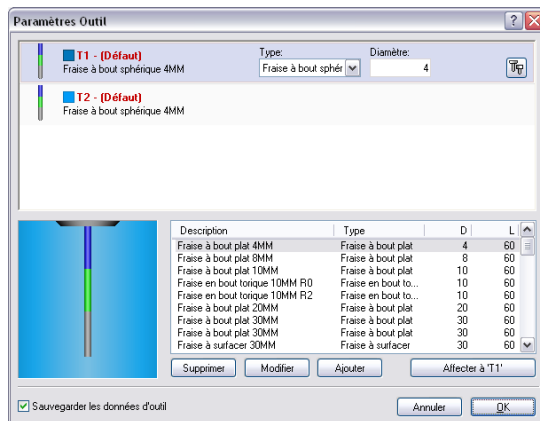 Paramètres Outil
T1 - (Défaut)
Fraise à bout sphérique 4MM
Type:
Fraise à bout sphér
Diamètre:
4
T2 - (Défaut)
Fraise à bout sphérique 4MM
Description Type D L
Fraise à bout plat 4MM Fraise à bout plat 4 60
Fraise à bout plat 8MM Fraise à bout plat 8 60
Fraise à bout plat 10MM Fraise à bout plat 10 60
Fraise en bout torique 10MM R0 Fraise en bout to... 10 60
Fraise en bout torique 10MM R2 Fraise en bout to... 10 60
Fraise à bout plat 20MM Fraise à bout plat 20 60
Fraise à bout plat 30MM Fraise à bout plat 30 60
Fraise à bout plat 30MM Fraise à bout plat 30 60
Fraise à surfacer 30MM Fraise à surfacer 30 60
Supprimer Modifier Ajouter Affecter à 'T1'
Sauvegarder les données d'outil
Annuler OK